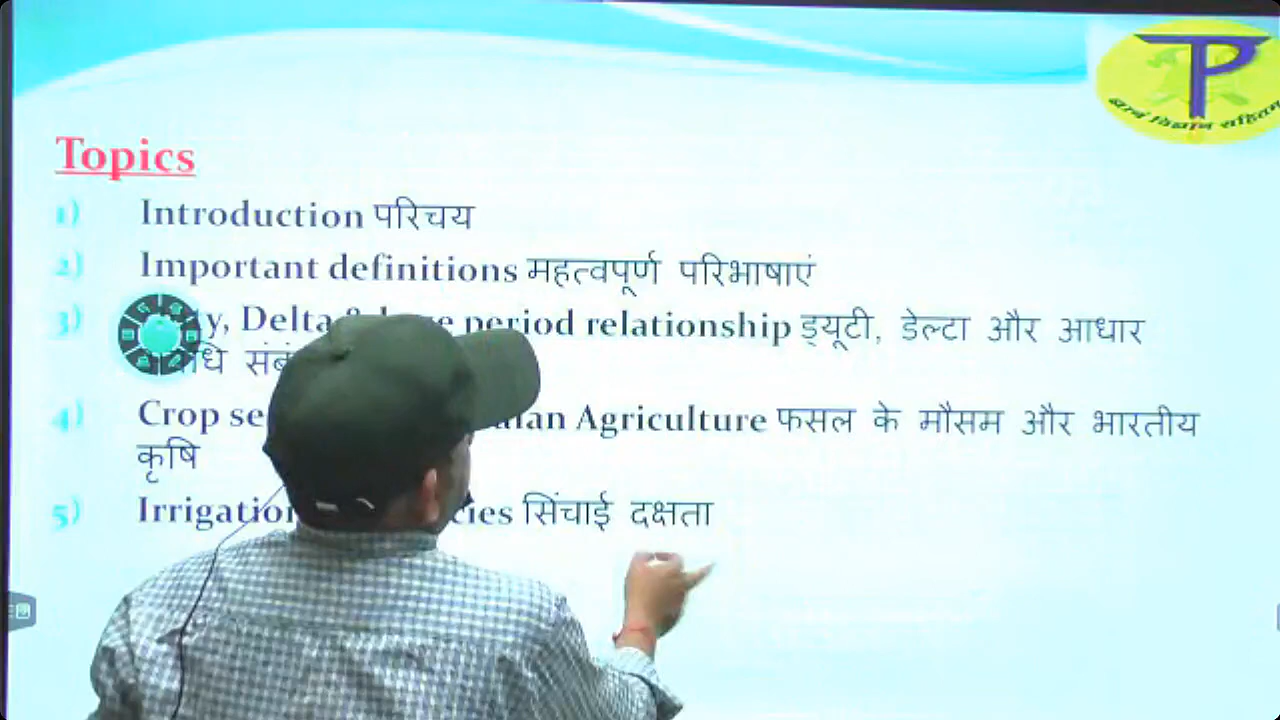 Topics
1) Introduction परिचय
2) Important definitions महत्वपूर्ण परिभाषाएं
3) Delta period relationship ड्यूटी, डेल्टा और आधार
संबं
4) Crop Agriculture फसल के मौसम और भारतीय
कृषि
5) सिंचाई दक्षता
TP